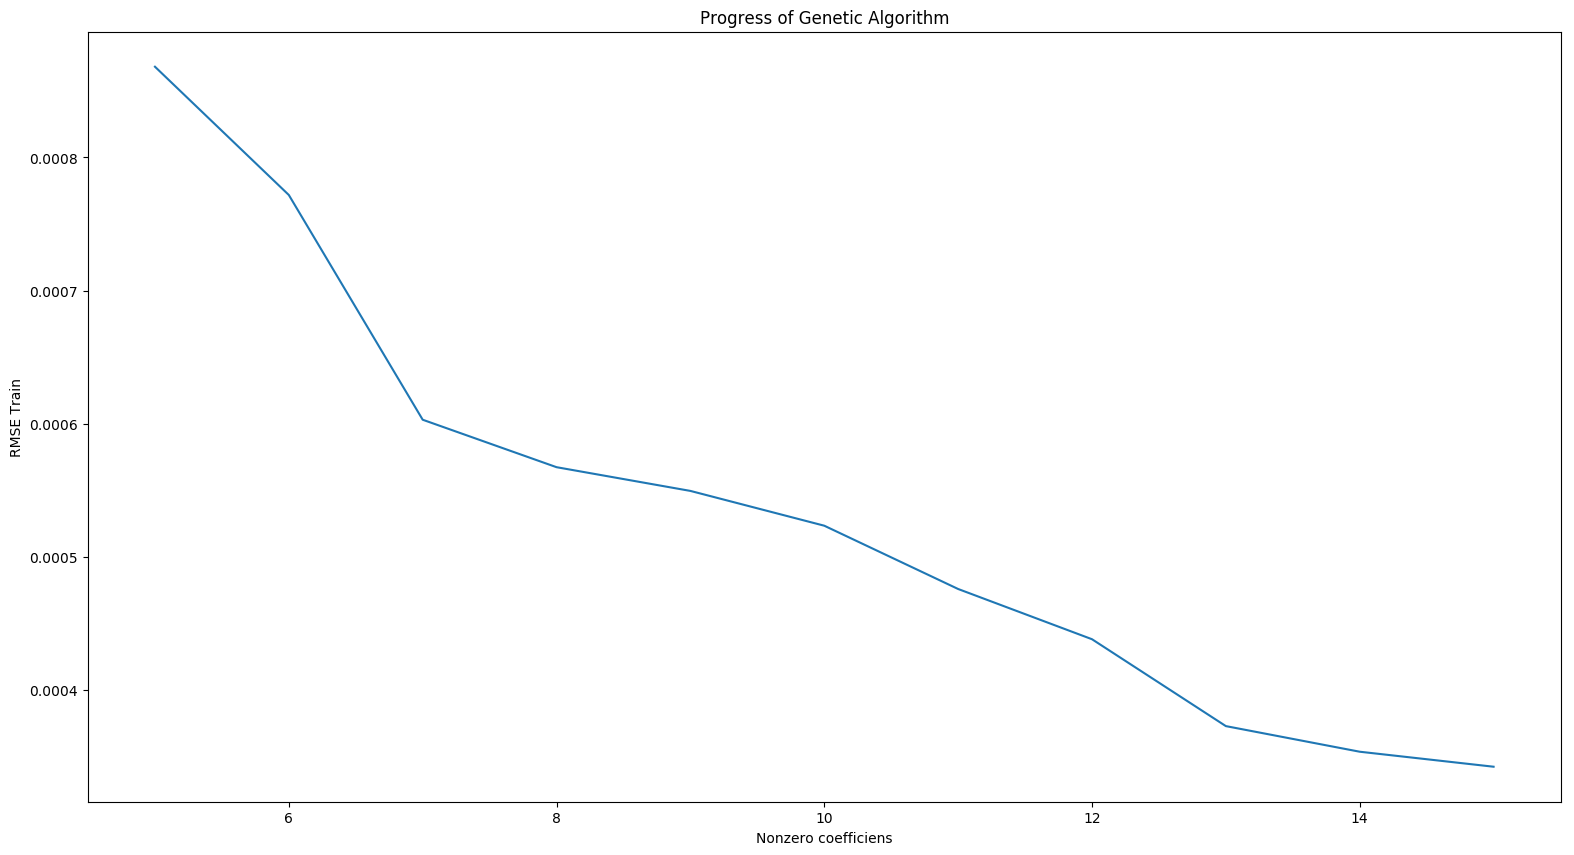 Progress of Genetic Algorithm
0.0008
0.0007
0.0006
0.0005
0.0004
RMSE Train
6 8 10 12 14
Nonzero coefficiens